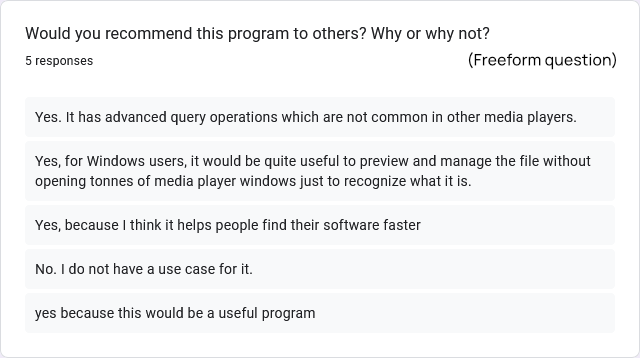 Would you recommend this program to others? Why or why not?
5 responses
(Freeform question)
Yes. It has advanced query operations which are not common in other media players.
Yes, for Windows users, it would be quite useful to preview and manage the file without
opening tonnes of media player windows just to recognize what it is.
Yes, because I think it helps people find their software faster
No. I do not have a use case for it.
yes because this would be a useful program